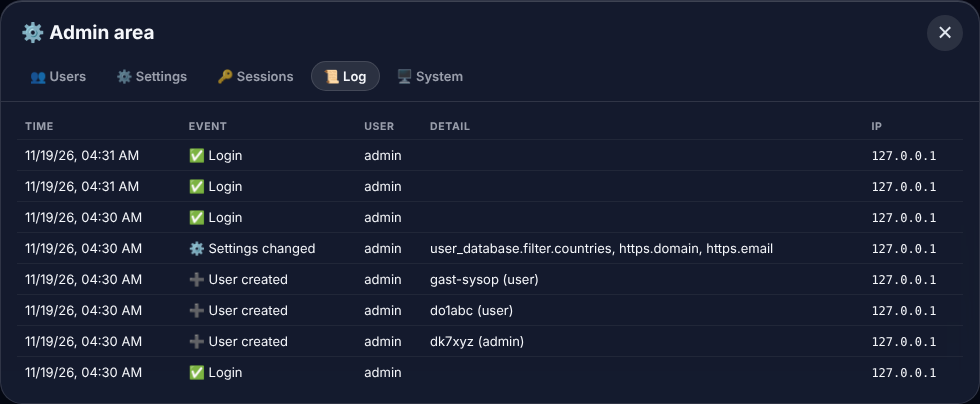 ⚙️ Admin area
✕
👥 Users ⚙️ Settings 🔑 Sessions 📜 Log 🖥️ System
TIME EVENT USER DETAIL IP
11/19/26, 04:31 AM ✅ Login admin 127.0.0.1
11/19/26, 04:31 AM ✅ Login admin 127.0.0.1
11/19/26, 04:30 AM ✅ Login admin 127.0.0.1
11/19/26, 04:30 AM ⚙️ Settings changed admin user_database.filter.countries, https.domain, https.email 127.0.0.1
11/19/26, 04:30 AM ➕ User created admin gast-sysop (user) 127.0.0.1
11/19/26, 04:30 AM ➕ User created admin do1abc (user) 127.0.0.1
11/19/26, 04:30 AM ➕ User created admin dk7xyz (admin) 127.0.0.1
11/19/26, 04:30 AM ✅ Login admin 127.0.0.1